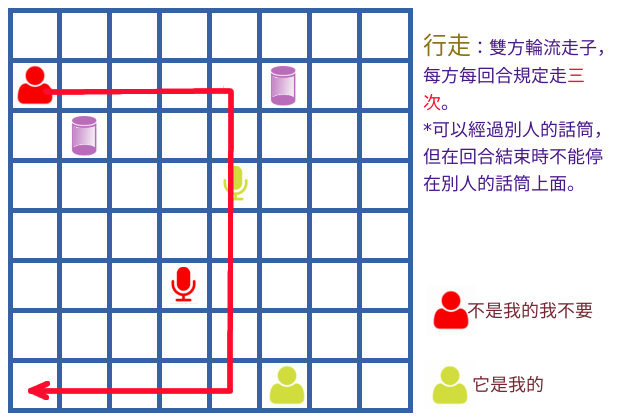 行走：雙方輪流走子，
每方每回合規定走三
次。
*可以經過別人的話筒，
但在回合結束時不能停
在別人的話筒上面。
不是我的我不要
它是我的